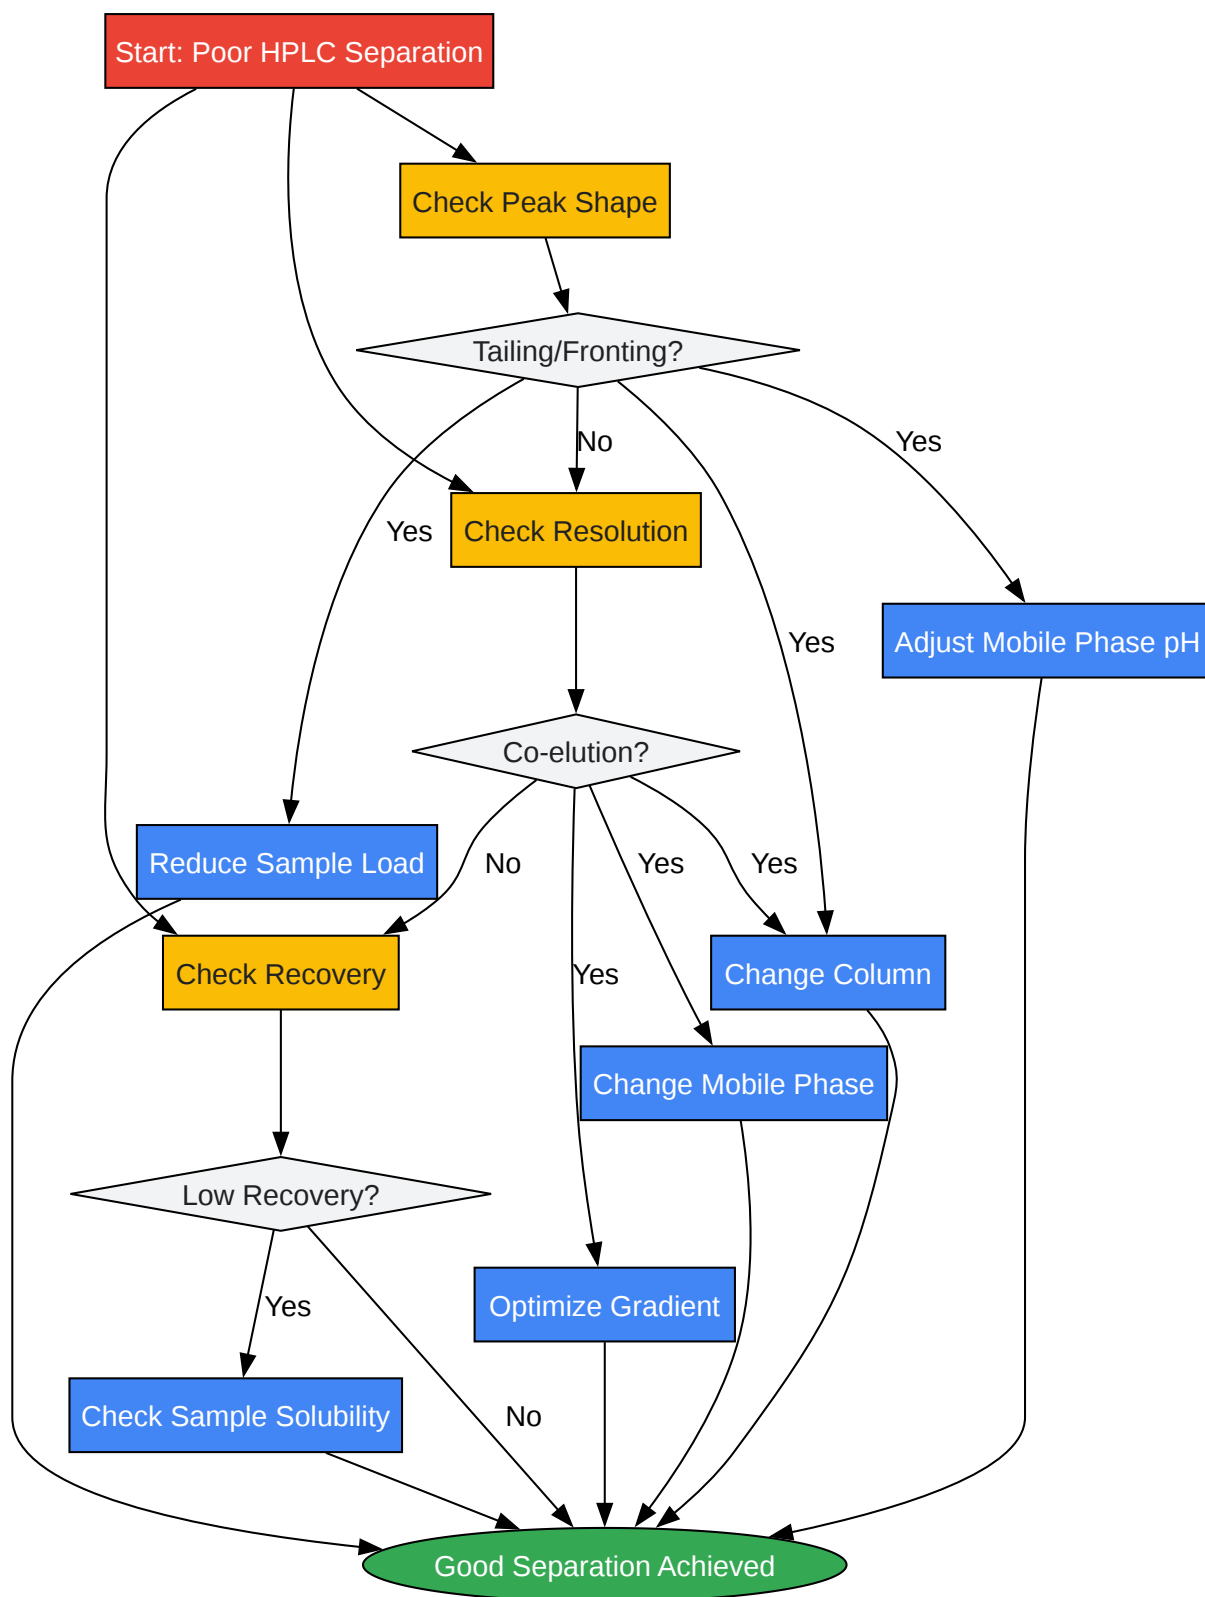 Start: Poor HPLC Separation
Check Peak Shape
Tailing/Fronting?
No
Yes
Yes
Check Resolution
Yes
Adjust Mobile Phase pH
Co-elution?
Reduce Sample Load
No
Yes
Yes
Yes
Check Recovery
Change Column
Change Mobile Phase
Low Recovery?
Yes
Optimize Gradient
Check Sample Solubility
No
Good Separation Achieved